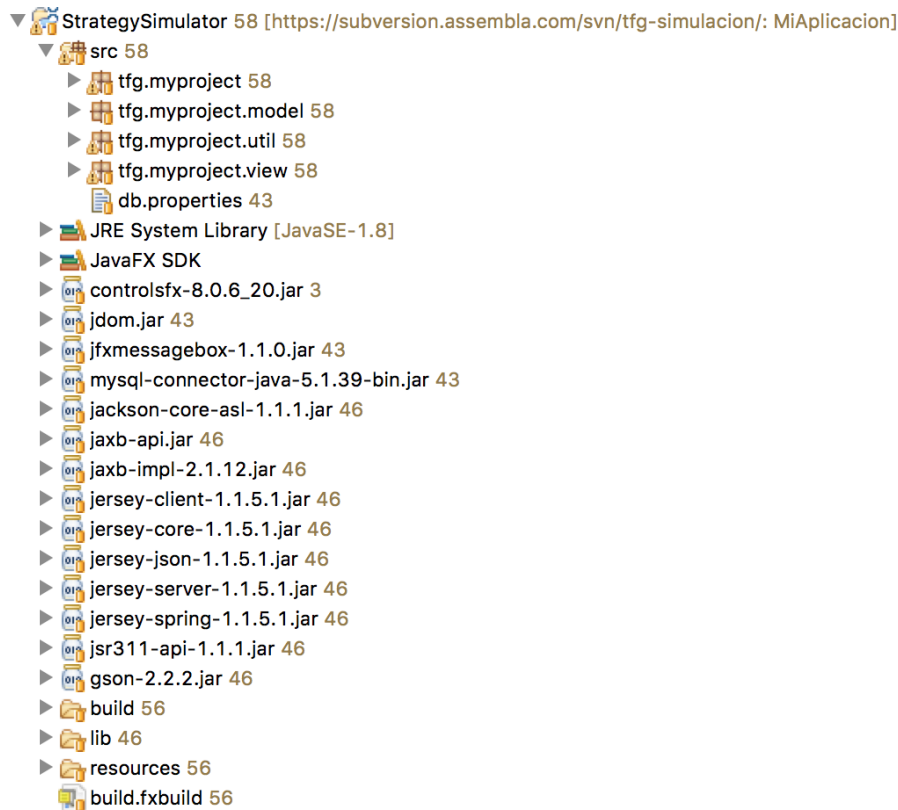 StrategySimulator 58 [https://subversion.assembla.com/svn/tfg-simulacion/: MiAplicacion]
src 58
tfg.myproject 58
tfg.myproject.model 58
tfg.myproject.util 58
tfg.myproject.view 58
db.properties 43
JRE System Library [JavaSE-1.8]
JavaFX SDK
controlsfx-8.0.6_20.jar 3
jdom.jar 43
jfxmessagebox-1.1.0.jar 43
mysql-connector-java-5.1.39-bin.jar 43
jackson-core-asl-1.1.1.jar 46
jaxb-api.jar 46
jaxb-impl-2.1.12.jar 46
jersey-client-1.1.5.1.jar 46
jersey-core-1.1.5.1.jar 46
jersey-json-1.1.5.1.jar 46
jersey-server-1.1.5.1.jar 46
jersey-spring-1.1.5.1.jar 46
jsr311-api-1.1.1.jar 46
gson-2.2.2.jar 46
build 56
lib 46
resources 56
build.fxbuild 56